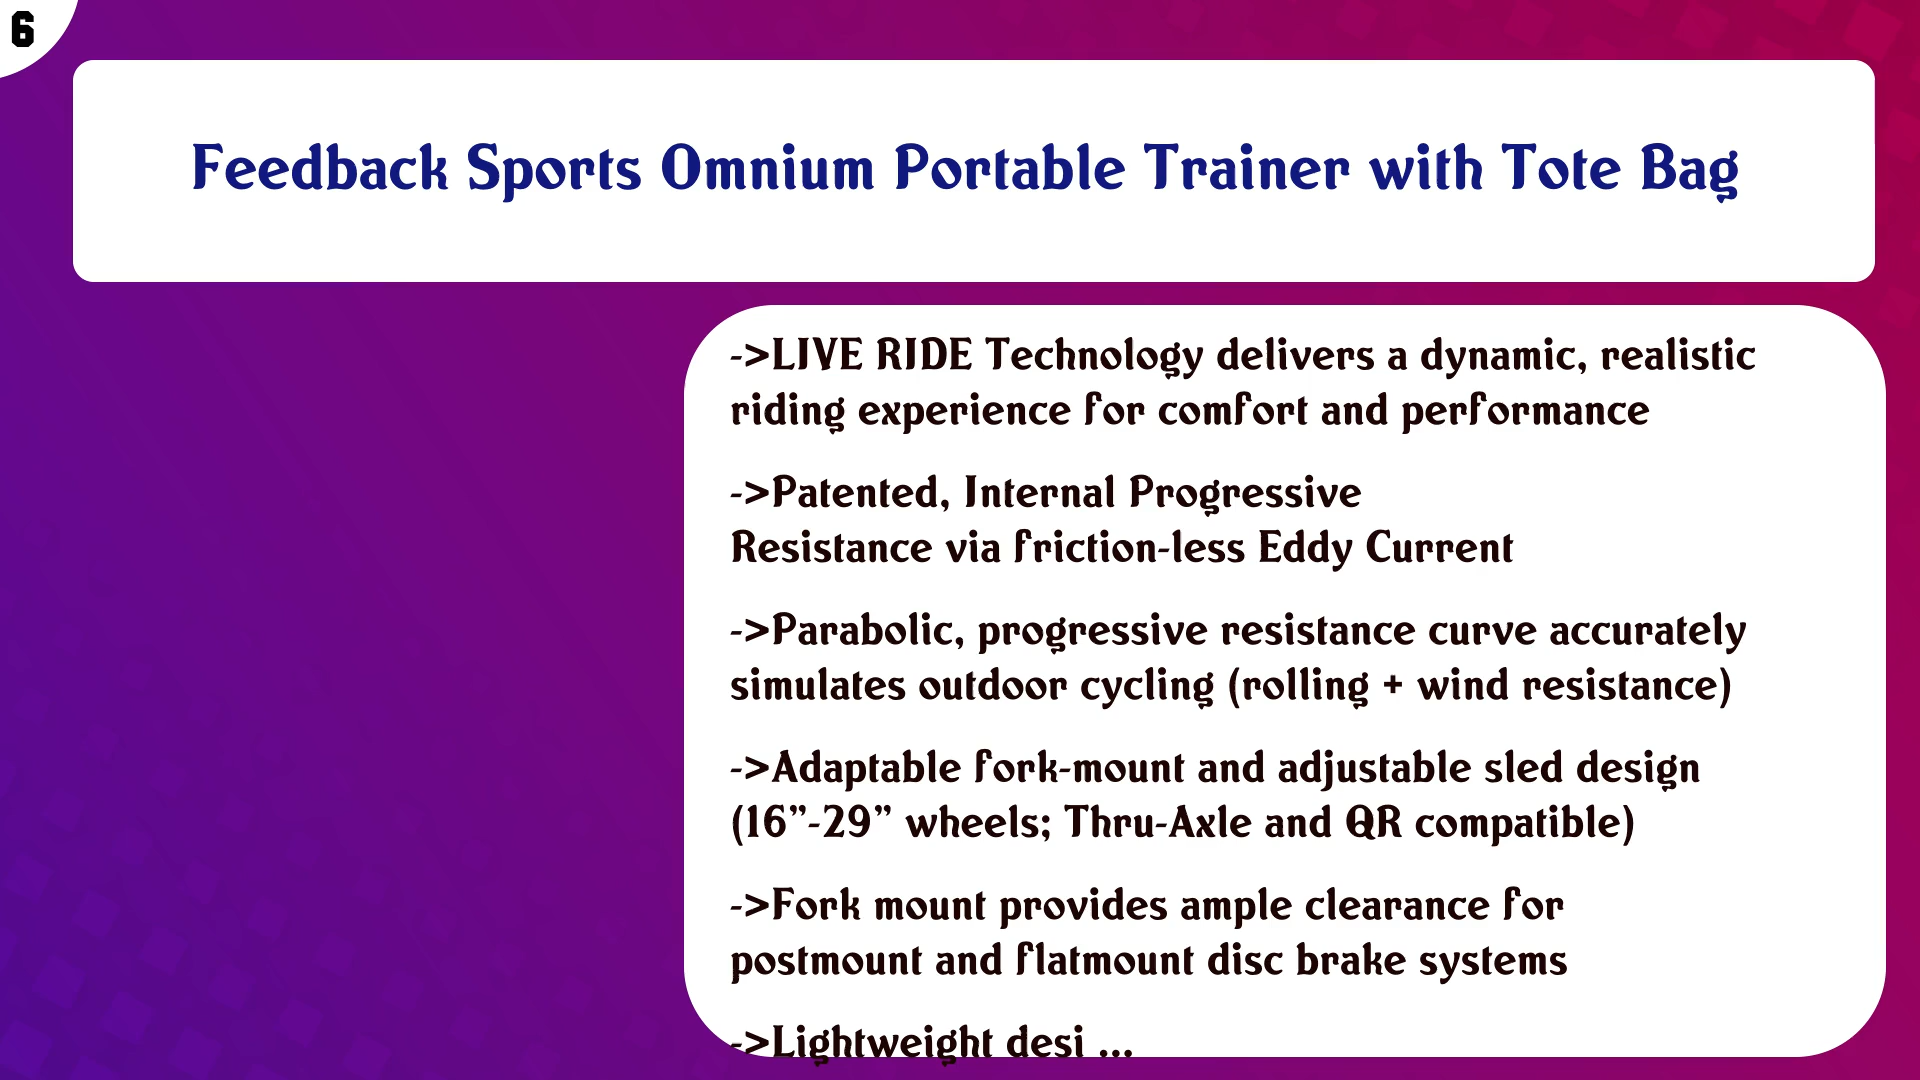 6
Feedback Sports Omnium Portable Trainer with Tote Bag
->LIVE RIDE Technology delivers a dynamic, realistic
riding experience for comfort and performance
->Patented, Internal Progressive
Resistance via friction-less Eddy Current
->Parabolic, progressive resistance curve accurately
simulates outdoor cycling (rolling + wind resistance)
->Adaptable fork-mount and adjustable sled design
(16”-29” wheels; Thru-Axle and QR compatible)
->Fork mount provides ample clearance for
postmount and flatmount disc brake systems
->Lightweight desi ...